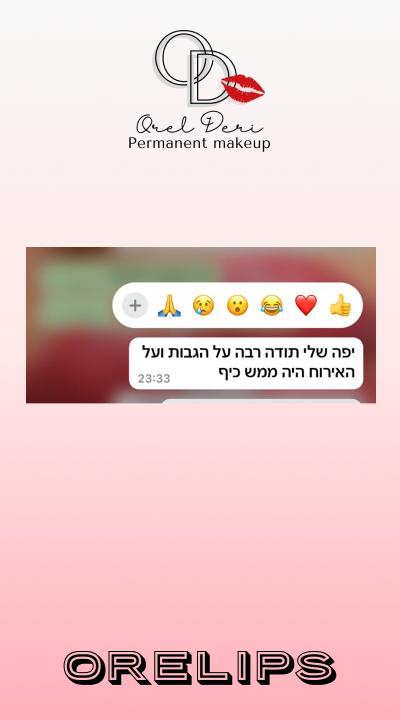 OD
Orel Deri
Permanent makeup
יפה שלי תודה רבה על הגבות ועל
האירוח היה ממש כיף
23:33
ORELIPS